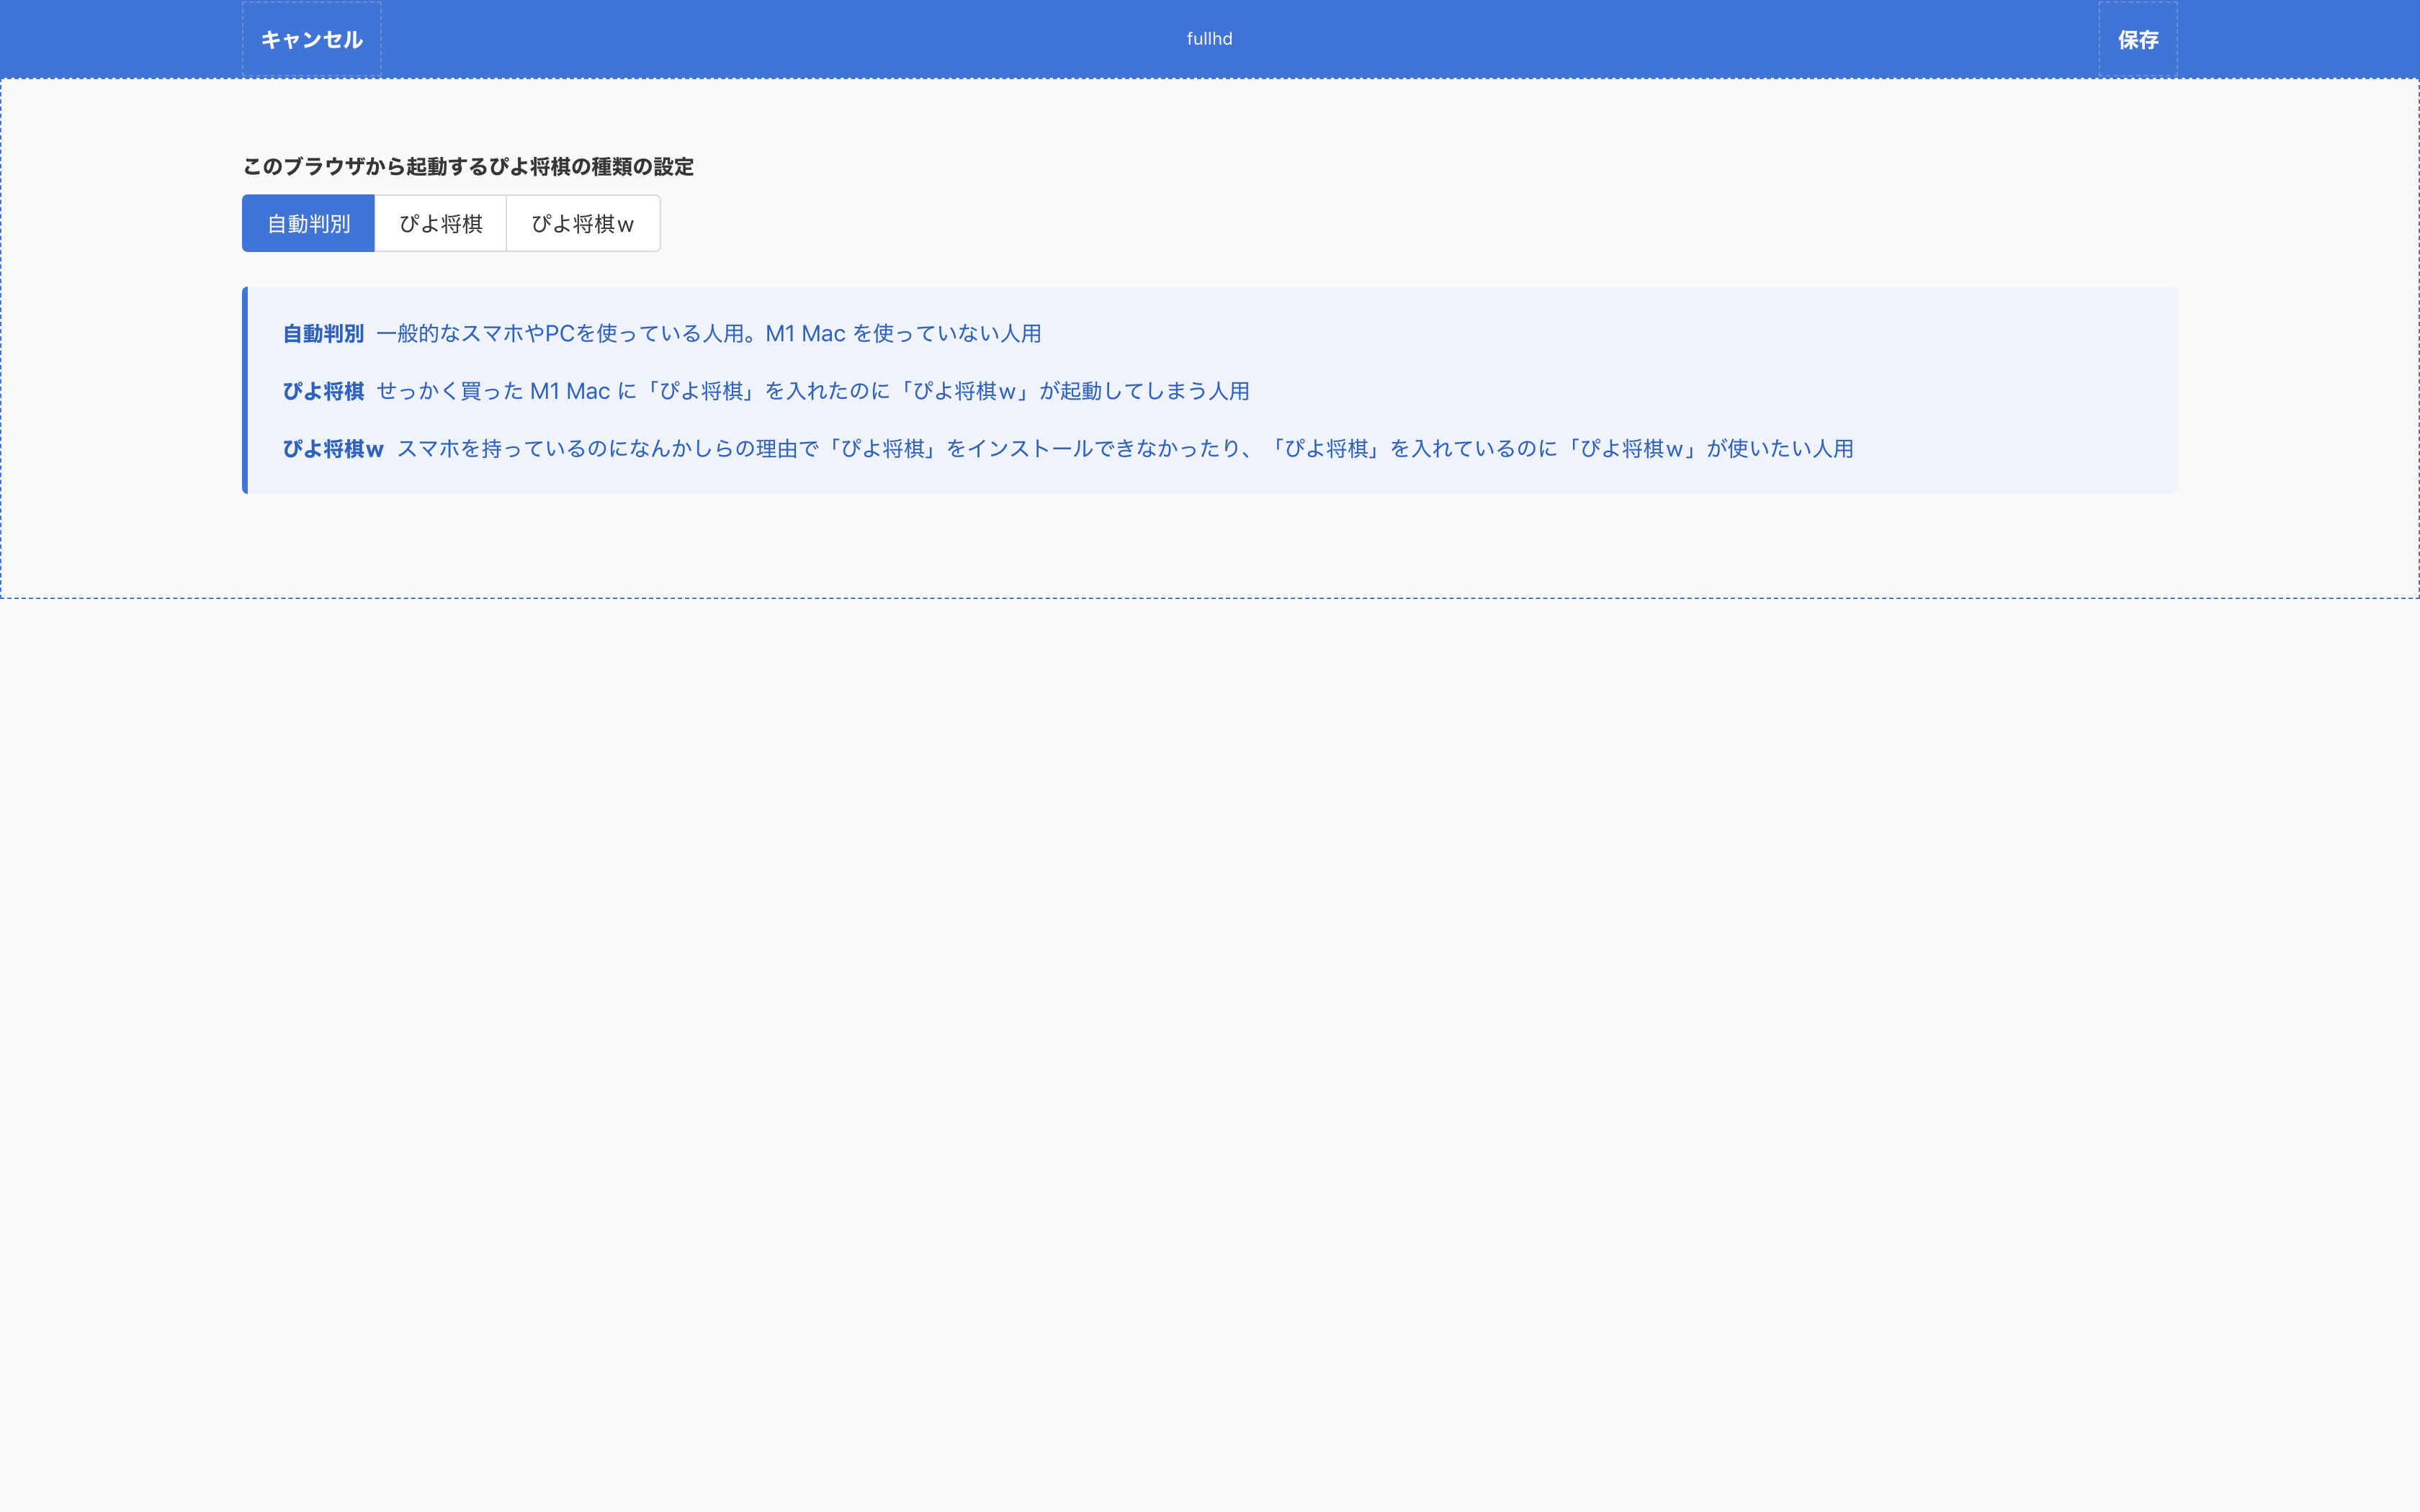 キャンセル
fullhd
保存
このブラウザから起動するぴよ将棋の種類の設定
自動判別
ぴよ将棋
ぴよ将棋ｗ
自動判別 一般的なスマホやPCを使っている人用。M1 Mac を使っていない人用
ぴよ将棋 せっかく買った M1 Mac に「ぴよ将棋」を入れたのに「ぴよ将棋ｗ」が起動してしまう人用
ぴよ将棋ｗ スマホを持っているのになんかしらの理由で「ぴよ将棋」をインストールできなかったり、「ぴよ将棋」を入れているのに「ぴよ将棋ｗ」が使いたい人用